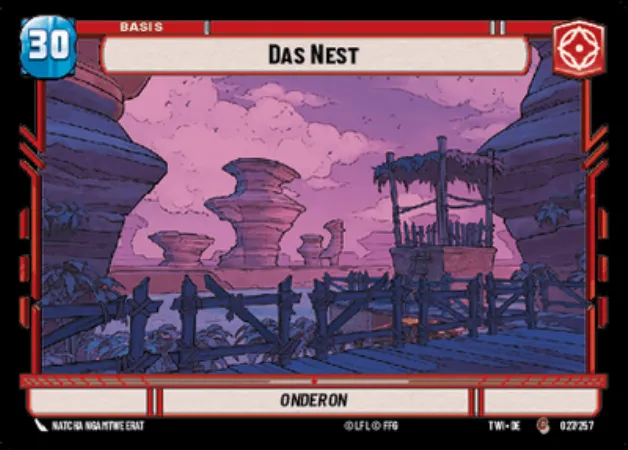 30
BASIS
DAS NEST
ONDERON
NATCHA NGAMTWEERAT
© LFL © FFG
TWI • DE
C
027/257